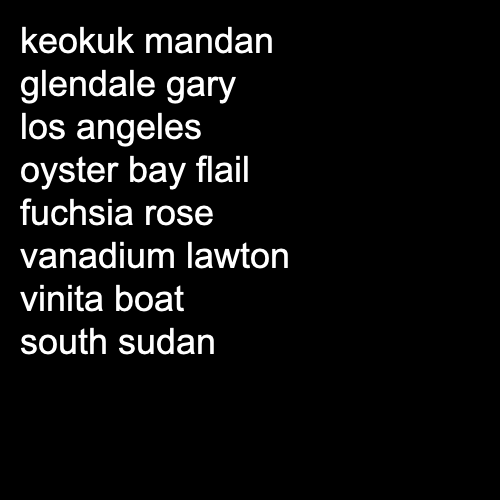 keokuk mandan
glendale gary
los angeles
oyster bay flail
fuchsia rose
vanadium lawton
vinita boat
south sudan